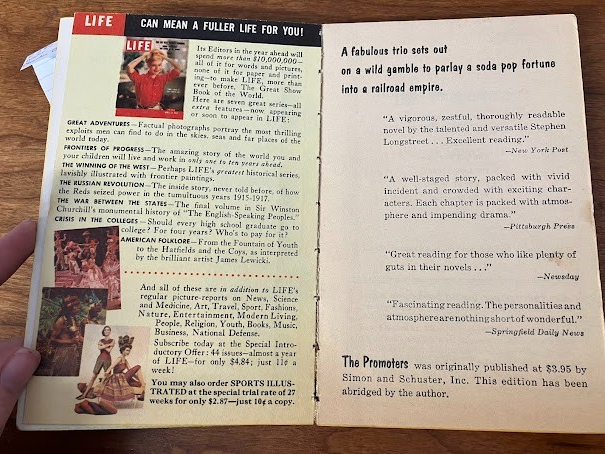 LIFE CAN MEAN A FULLER LIFE FOR YOU!
LIFE
Its Editors in the year ahead will
spend more than $10,000,000—
all of it for words and pictures,
none of it for paper and print-
ing—to make LIFE, more than
ever before, The Great Show
Book of the World.
Here are seven great series—all
extra features—now appearing
or soon to appear in LIFE:
GREAT ADVENTURES—Factual photographs portray the most thrilling
exploits men can find to do in the skies, seas and far places of the
world today.
FRONTIERS OF PROGRESS—The amazing story of the world you and
your children will live and work in only one to ten years ahead.
THE WINNING OF THE WEST—Perhaps LIFE's greatest historical series,
lavishly illustrated with frontier paintings.
THE RUSSIAN REVOLUTION—The inside story, never told before, of how
the Reds seized power in the tumultuous years 1915-1917.
THE WAR BETWEEN THE STATES—The final volume in Sir Winston
Churchill's monumental history of "The English-Speaking Peoples."
CRISIS IN THE COLLEGES—Should every high school graduate go to
college? For four years? Who's to pay for it?
AMERICAN FOLKLORE—From the Fountain of Youth
to the Hatfields and the Coys, as interpreted
by the brilliant artist James Lewicki.
And all of these are in addition to LIFE's
regular picture-reports on News, Science
and Medicine, Art, Travel, Sport, Fashions,
Nature, Entertainment, Modern Living,
People, Religion, Youth, Books, Music,
Business, National Defense.
Subscribe today at the Special Intro-
ductory Offer: 44 issues—almost a year
of LIFE—for only $4.84; just 11¢ a
week!
You may also order SPORTS ILLUS-
TRATED at the special trial rate of 27
weeks for only $2.87—just 10¢ a copy.
A fabulous trio sets out
on a wild gamble to parlay a soda pop fortune
into a railroad empire.
"A vigorous, zestful, thoroughly readable
novel by the talented and versatile Stephen
Longstreet . . . Excellent reading."
—New York Post
"A well-staged story, packed with vivid
incident and crowded with exciting char-
acters. Each chapter is packed with atmos-
phere and impending drama."
—Pittsburgh Press
"Great reading for those who like plenty of
guts in their novels . . ."
—Newsday
"Fascinating reading. The personalities and
atmosphere are nothing short of wonderful."
—Springfield Daily News
The Promoters was originally published at $3.95 by
Simon and Schuster, Inc. This edition has been
abridged by the author.